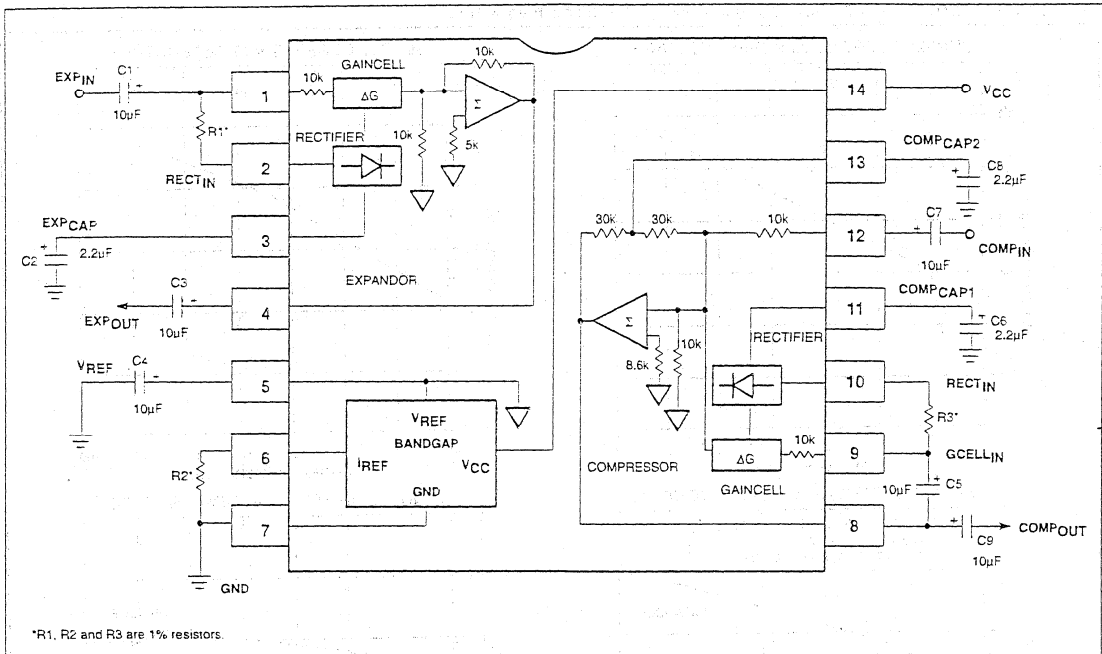 EXPIN
C1
+
10µF
R1*
RECTIN
1
2
10k
GAINCELL
ΔG
RECTIFIER
10k
10k
Σ
5k
EXPCAP
C2
+
2.2µF
3
EXPANDOR
C3
+
EXPOUT
10µF
4
VREF
C4
10µF
5
VREF
BANDGAP
IREF
VCC
GND
R2*
6
7
GND
14
VCC
13
COMPCAP2
+
C8
2.2µF
30k
30k
10k
12
C7
+
10µF
COMPIN
11
COMPCAP1
+
C6
2.2µF
Σ
8.6k
10k
RECTIFIER
10
RECTIN
R3*
COMPRESSOR
ΔG
10k
GAINCELL
9
GCELLIN
10µF
+
C5
8
+
C9
10µF
COMPOUT
*R1, R2 and R3 are 1% resistors.